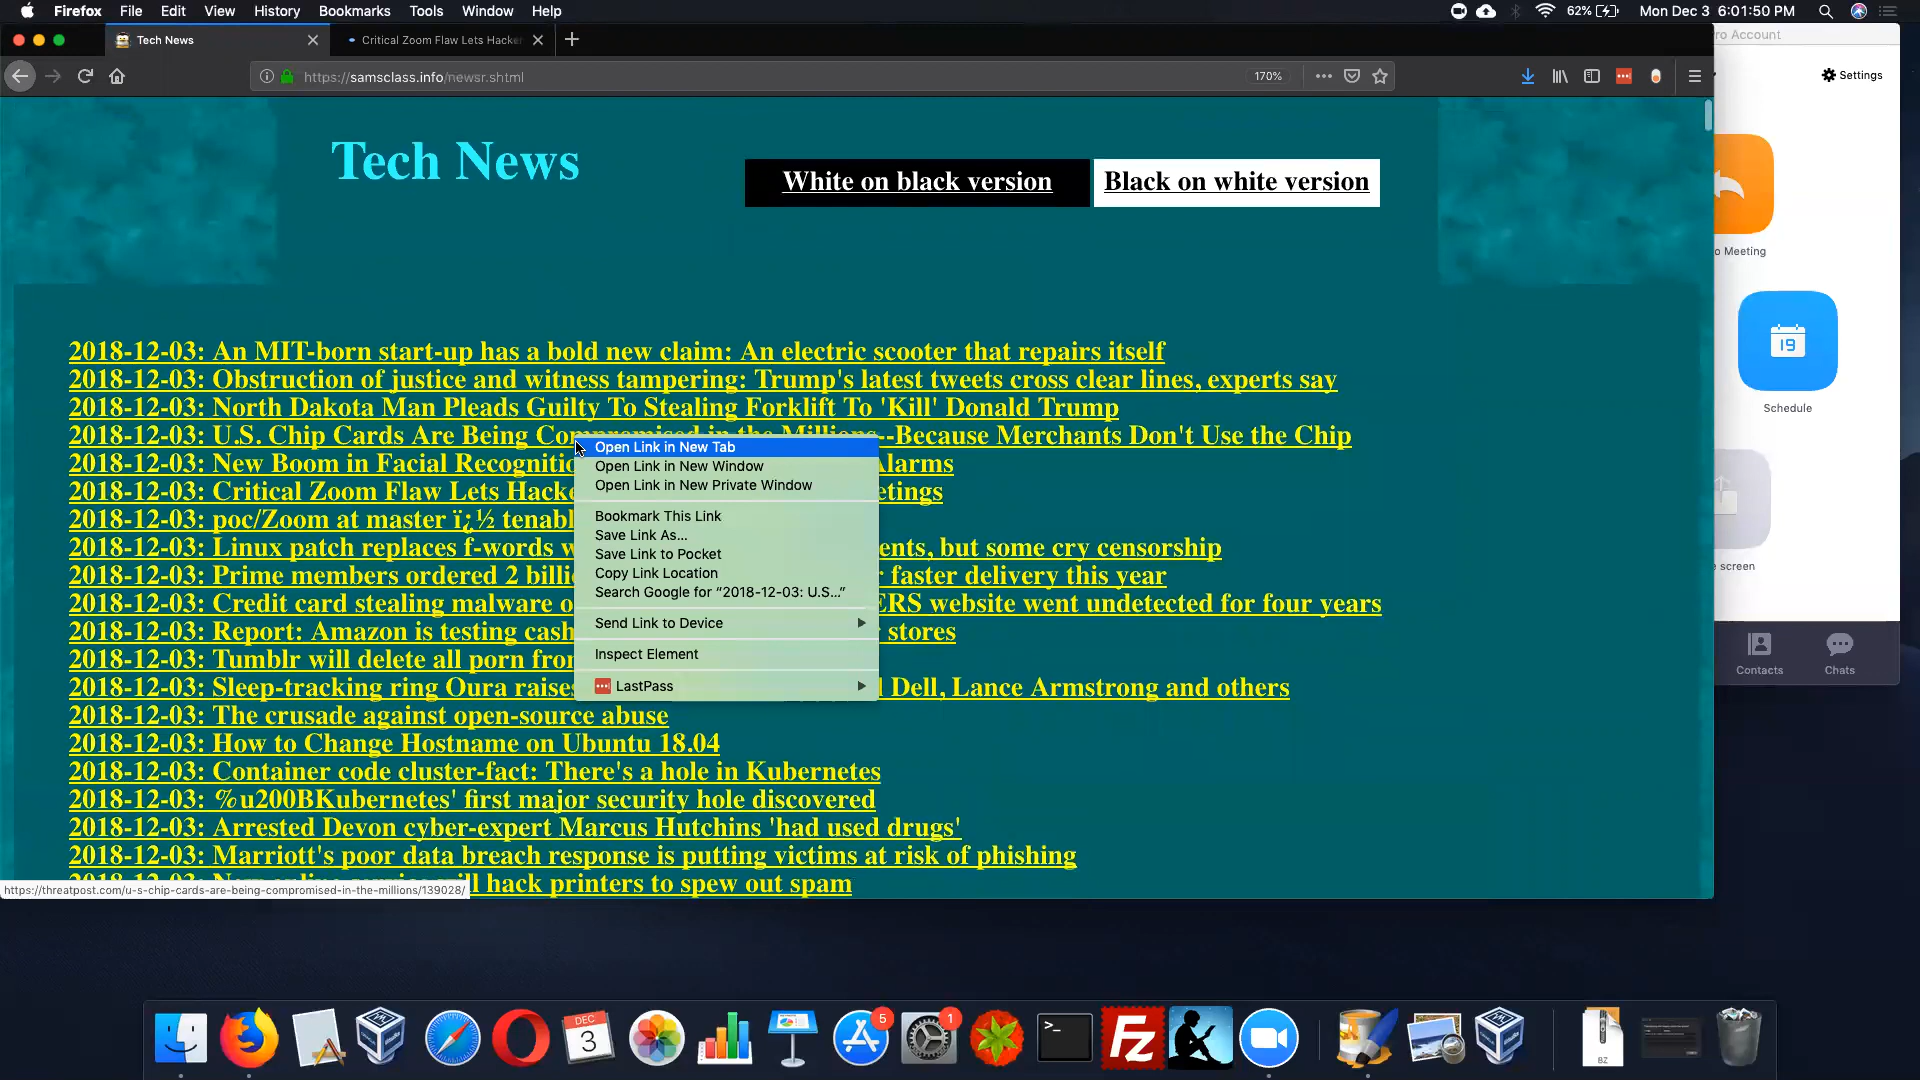 Firefox File Edit View History Bookmarks Tools Window Help 62% Mon Dec 3 6:01:50 PM
Tech News Critical Zoom Flaw Lets Hacke
ro Account
https://samsclass.info/newsr.shtml 170%
Settings
Tech News
White on black version Black on white version
o Meeting
19
Schedule
2018-12-03: An MIT-born start-up has a bold new claim: An electric scooter that repairs itself
2018-12-03: Obstruction of justice and witness tampering: Trump's latest tweets cross clear lines, experts say
2018-12-03: North Dakota Man Pleads Guilty To Stealing Forklift To 'Kill' Donald Trump
2018-12-03: U.S. Chip Cards Are Being Compromised in the Millions--Because Merchants Don't Use the Chip
2018-12-03: New Boom in Facial Recognitio Alarms
2018-12-03: Critical Zoom Flaw Lets Hacke etings
2018-12-03: poc/Zoom at master ï¿½ tenabl
2018-12-03: Linux patch replaces f-words w ents, but some cry censorship
2018-12-03: Prime members ordered 2 billi r faster delivery this year
2018-12-03: Credit card stealing malware o ERS website went undetected for four years
2018-12-03: Report: Amazon is testing cash r stores
2018-12-03: Tumblr will delete all porn fro
2018-12-03: Sleep-tracking ring Oura raises l Dell, Lance Armstrong and others
2018-12-03: The crusade against open-source abuse
2018-12-03: How to Change Hostname on Ubuntu 18.04
2018-12-03: Container code cluster-fact: There's a hole in Kubernetes
2018-12-03: %u200BKubernetes' first major security hole discovered
2018-12-03: Arrested Devon cyber-expert Marcus Hutchins 'had used drugs'
2018-12-03: Marriott's poor data breach response is putting victims at risk of phishing
ll hack printers to spew out spam
Open Link in New Tab
Open Link in New Window
Open Link in New Private Window
Bookmark This Link
Save Link As...
Save Link to Pocket
Copy Link Location
Search Google for “2018-12-03: U.S...”
Send Link to Device
Inspect Element
LastPass
e screen
Contacts Chats
https://threatpost.com/u-s-chip-cards-are-being-compromised-in-the-millions/139028/
DEC
3
5
1
>_
FZ
BZ